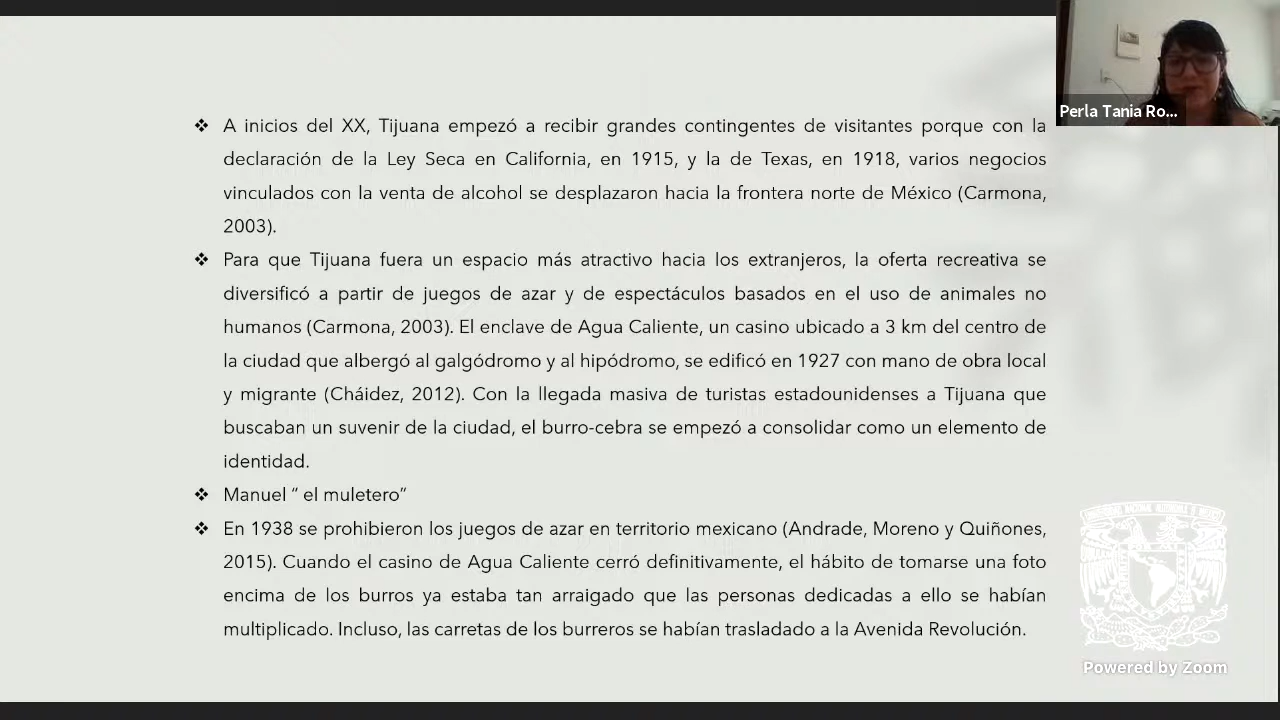 Perla Tania Ro...
❖ A inicios del XX, Tijuana empezó a recibir grandes contingentes de visitantes porque con la
declaración de la Ley Seca en California, en 1915, y la de Texas, en 1918, varios negocios
vinculados con la venta de alcohol se desplazaron hacia la frontera norte de México (Carmona,
2003).
❖ Para que Tijuana fuera un espacio más atractivo hacia los extranjeros, la oferta recreativa se
diversificó a partir de juegos de azar y de espectáculos basados en el uso de animales no
humanos (Carmona, 2003). El enclave de Agua Caliente, un casino ubicado a 3 km del centro de
la ciudad que albergó al galgódromo y al hipódromo, se edificó en 1927 con mano de obra local
y migrante (Cháidez, 2012). Con la llegada masiva de turistas estadounidenses a Tijuana que
buscaban un suvenir de la ciudad, el burro-cebra se empezó a consolidar como un elemento de
identidad.
❖ Manuel “ el muletero”
❖ En 1938 se prohibieron los juegos de azar en territorio mexicano (Andrade, Moreno y Quiñones,
2015). Cuando el casino de Agua Caliente cerró definitivamente, el hábito de tomarse una foto
encima de los burros ya estaba tan arraigado que las personas dedicadas a ello se habían
multiplicado. Incluso, las carretas de los burreros se habían trasladado a la Avenida Revolución.
Powered by Zoom